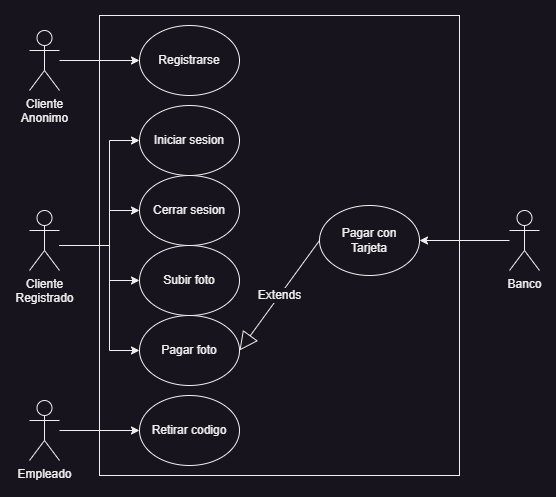 Registrarse
Cliente
Anonimo
Iniciar sesion
Cerrar sesion
Pagar con
Tarjeta
Cliente
Registrado
Subir foto
Banco
Extends
Pagar foto
Retirar codigo
Empleado